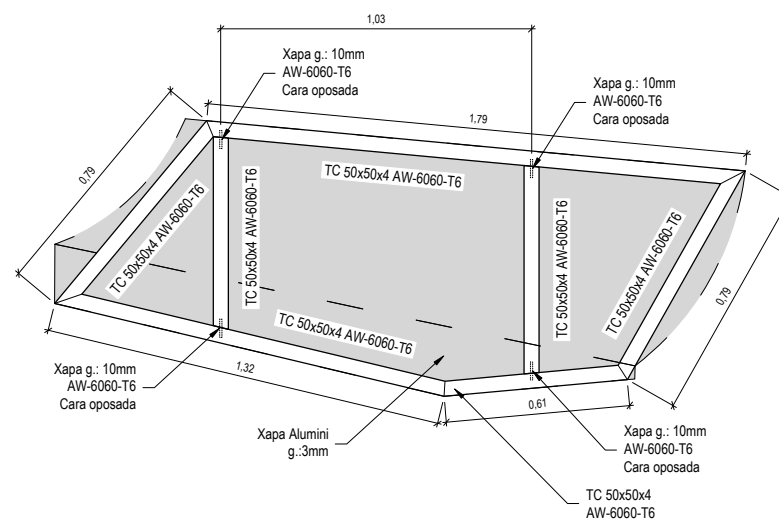 1,03
Xapa g.: 10mm
AW-6060-T6
Cara oposada
Xapa g.: 10mm
AW-6060-T6
Cara oposada
1,79
0,79
TC 50x50x4 AW-6060-T6
TC 50x50x4 AW-6060-T6
TC 50x50x4 AW-6060-T6
TC 50x50x4 AW-6060-T6
TC 50x50x4 AW-6060-T6
TC 50x50x4 AW-6060-T6
0,79
Xapa g.: 10mm
AW-6060-T6
Cara oposada
1,32
0,61
Xapa Alumini
g.:3mm
Xapa g.: 10mm
AW-6060-T6
Cara oposada
TC 50x50x4
AW-6060-T6